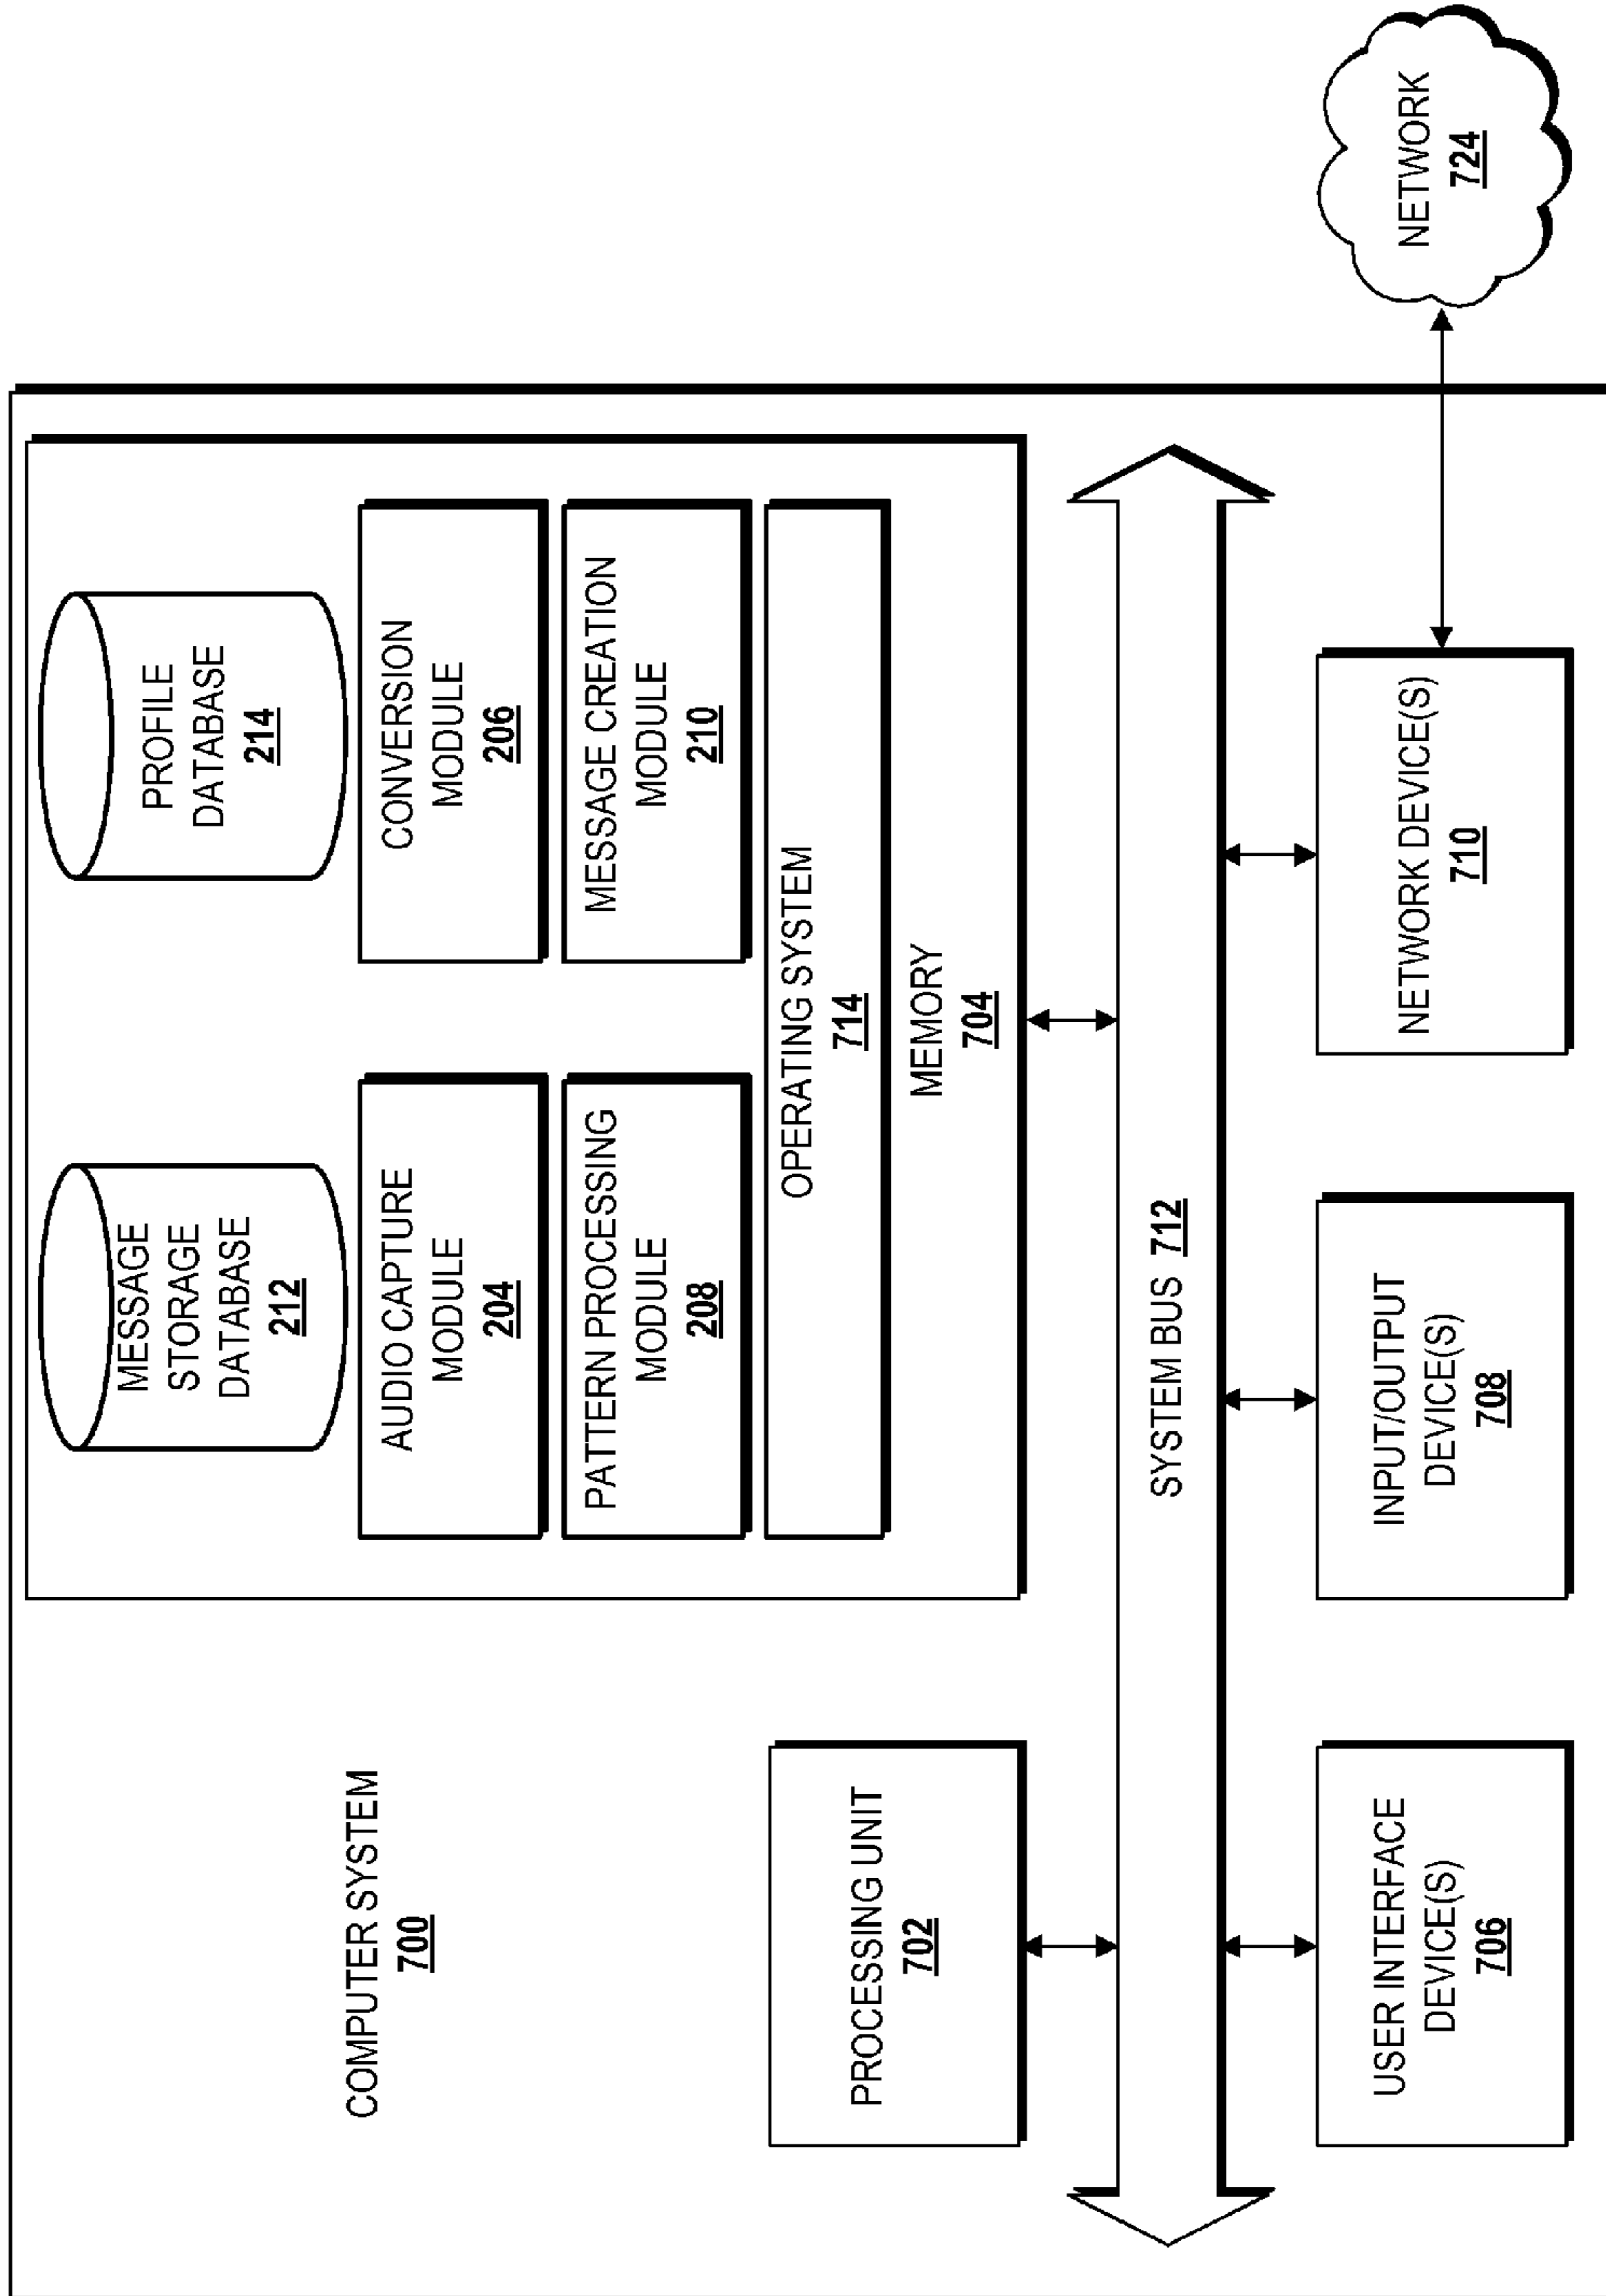 COMPUTER SYSTEM
700
MESSAGE
STORAGE
DATABASE
212
PROFILE
DATABASE
214
AUDIO CAPTURE
MODULE
204
CONVERSION
MODULE
206
PATTERN PROCESSING
MODULE
208
MESSAGE CREATION
MODULE
210
OPERATING SYSTEM
714
MEMORY
704
PROCESSING UNIT
702
SYSTEM BUS 712
USER INTERFACE
DEVICE(S)
706
INPUT/OUTPUT
DEVICE(S)
708
NETWORK DEVICE(S)
710
NETWORK
724